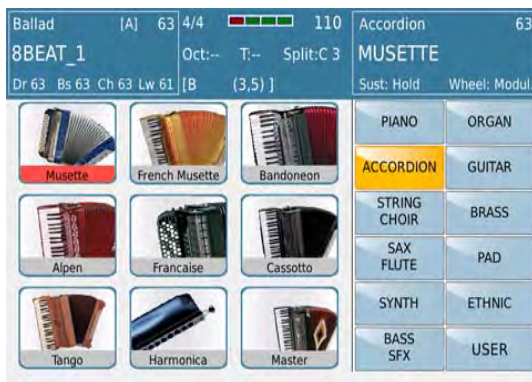 Ballad [A] 63
8BEAT_1
Dr 63 Bs 63 Ch 63 Lw 61
4/4 110
Oct:-- T:-- Split:C 3
[B (3,5) ]
Accordion 63
MUSETTE
Sust: Hold Wheel: Modul.
Musette French Musette Bandoneon
Alpen Francaise Cassotto
Tango Harmonica Master
PIANO ORGAN
ACCORDION GUITAR
STRING
CHOIR
BRASS
SAX
FLUTE
PAD
SYNTH ETHNIC
BASS
SFX
USER